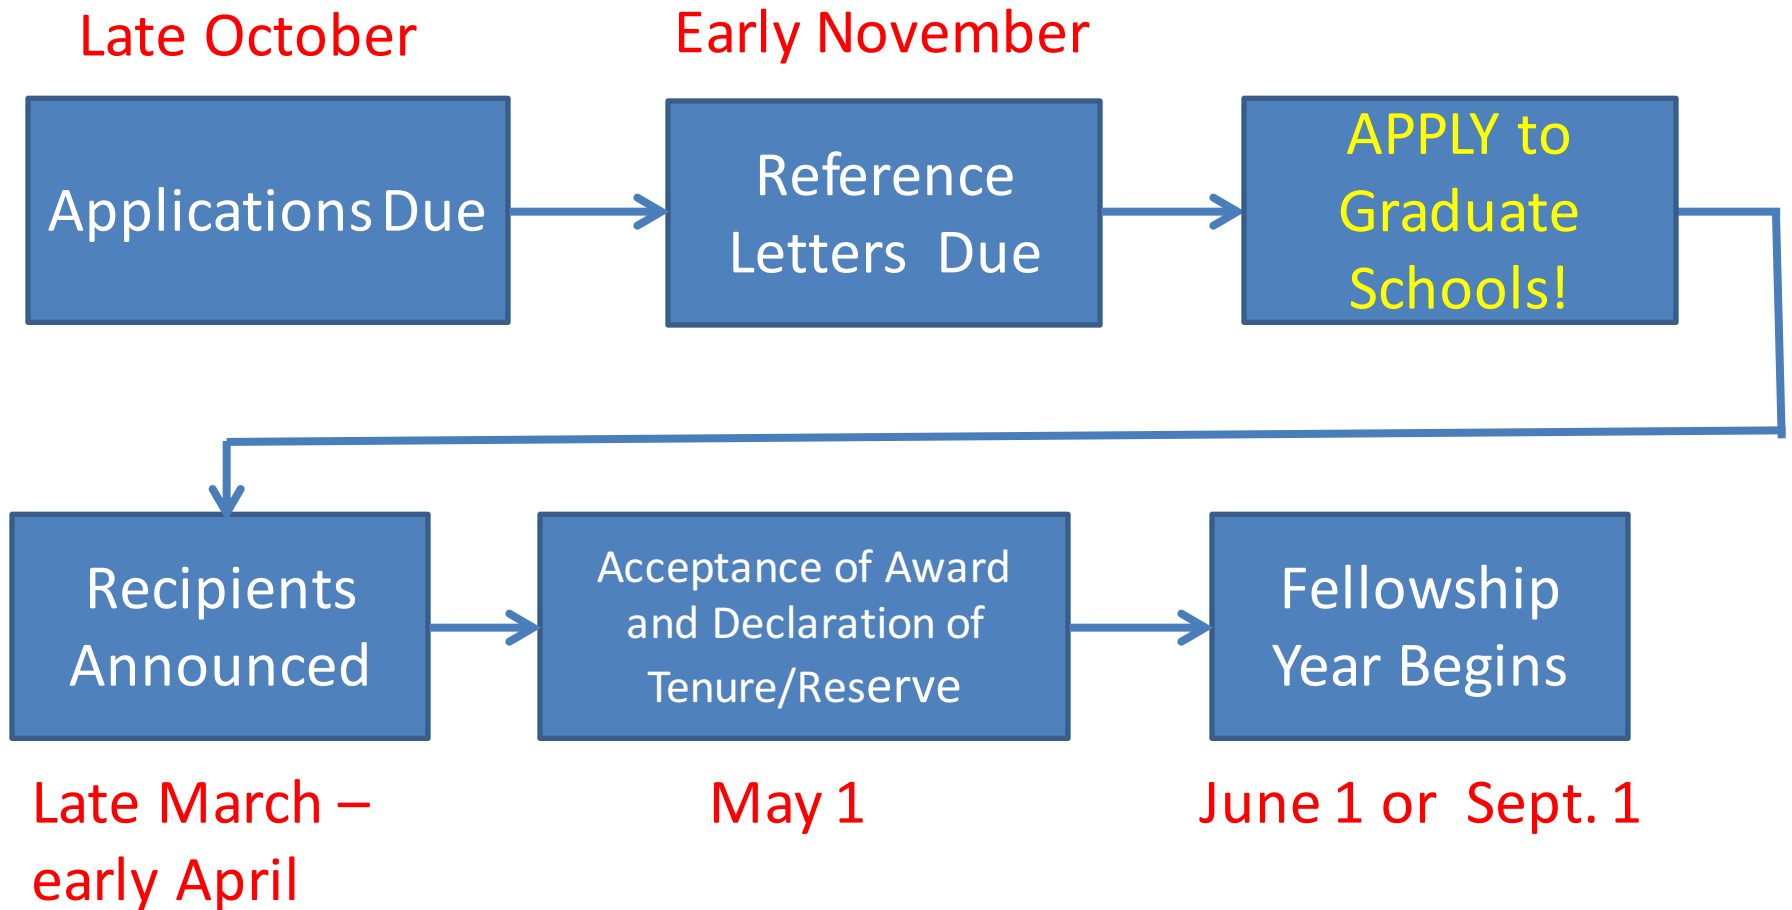 Late October
Early November
Applications Due
Reference
Letters Due
APPLY to
Graduate
Schools!
Recipients
Announced
Acceptance of Award
and Declaration of
Tenure/Reserve
Fellowship
Year Begins
Late March –
early April
May 1
June 1 or Sept. 1